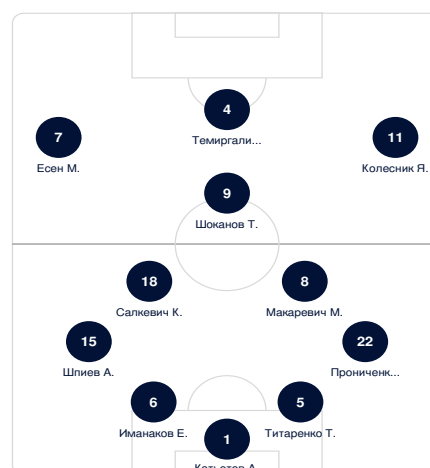 4
Темиргали...
7
Есен М.
11
Колесник Я.
9
Шоканов Т.
18
Салкевич К.
8
Макаревич М.
15
Шпиев А.
22
Прониченк...
6
Иманаков Е.
5
Титаренко Т.
1